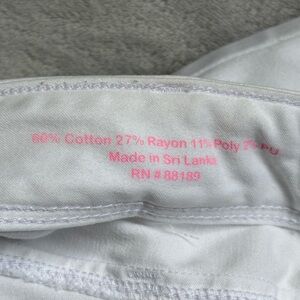 60% Cotton 27% Rayon 11% Poly 2% PU
Made in Sri Lanka
RN # 88189